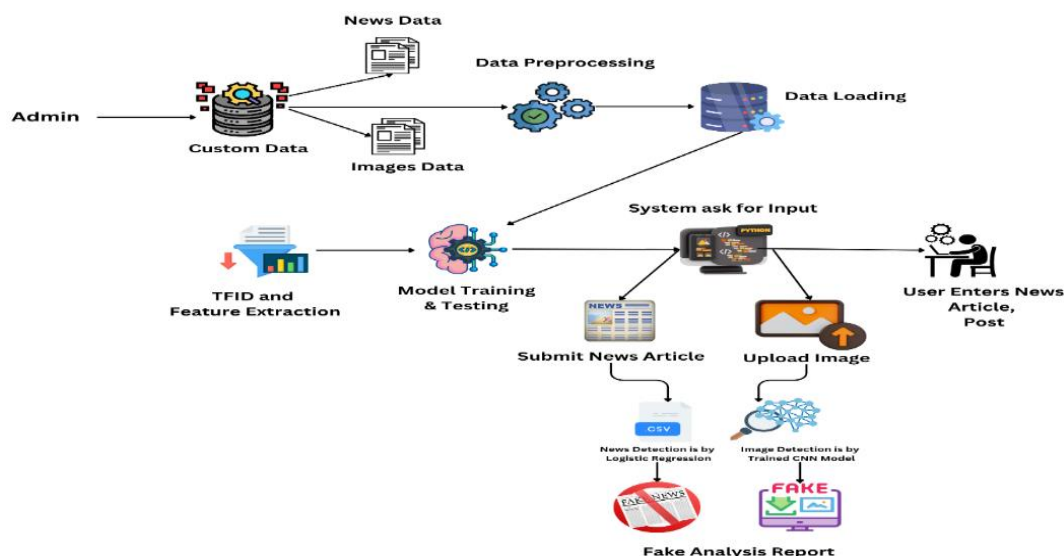 News Data
Data Preprocessing
Admin
Custom Data
Data Loading
Images Data
System ask for Input
PYTHON
TFID and
Feature Extraction
Model Training
& Testing
User Enters News
Article,
Post
NEWS
Submit News Article
Upload Image
CSV
News Detection is by
Logistic Regression
Image Detection is by
Trained CNN Model
FAKE NEWS
FAKE
Fake Analysis Report